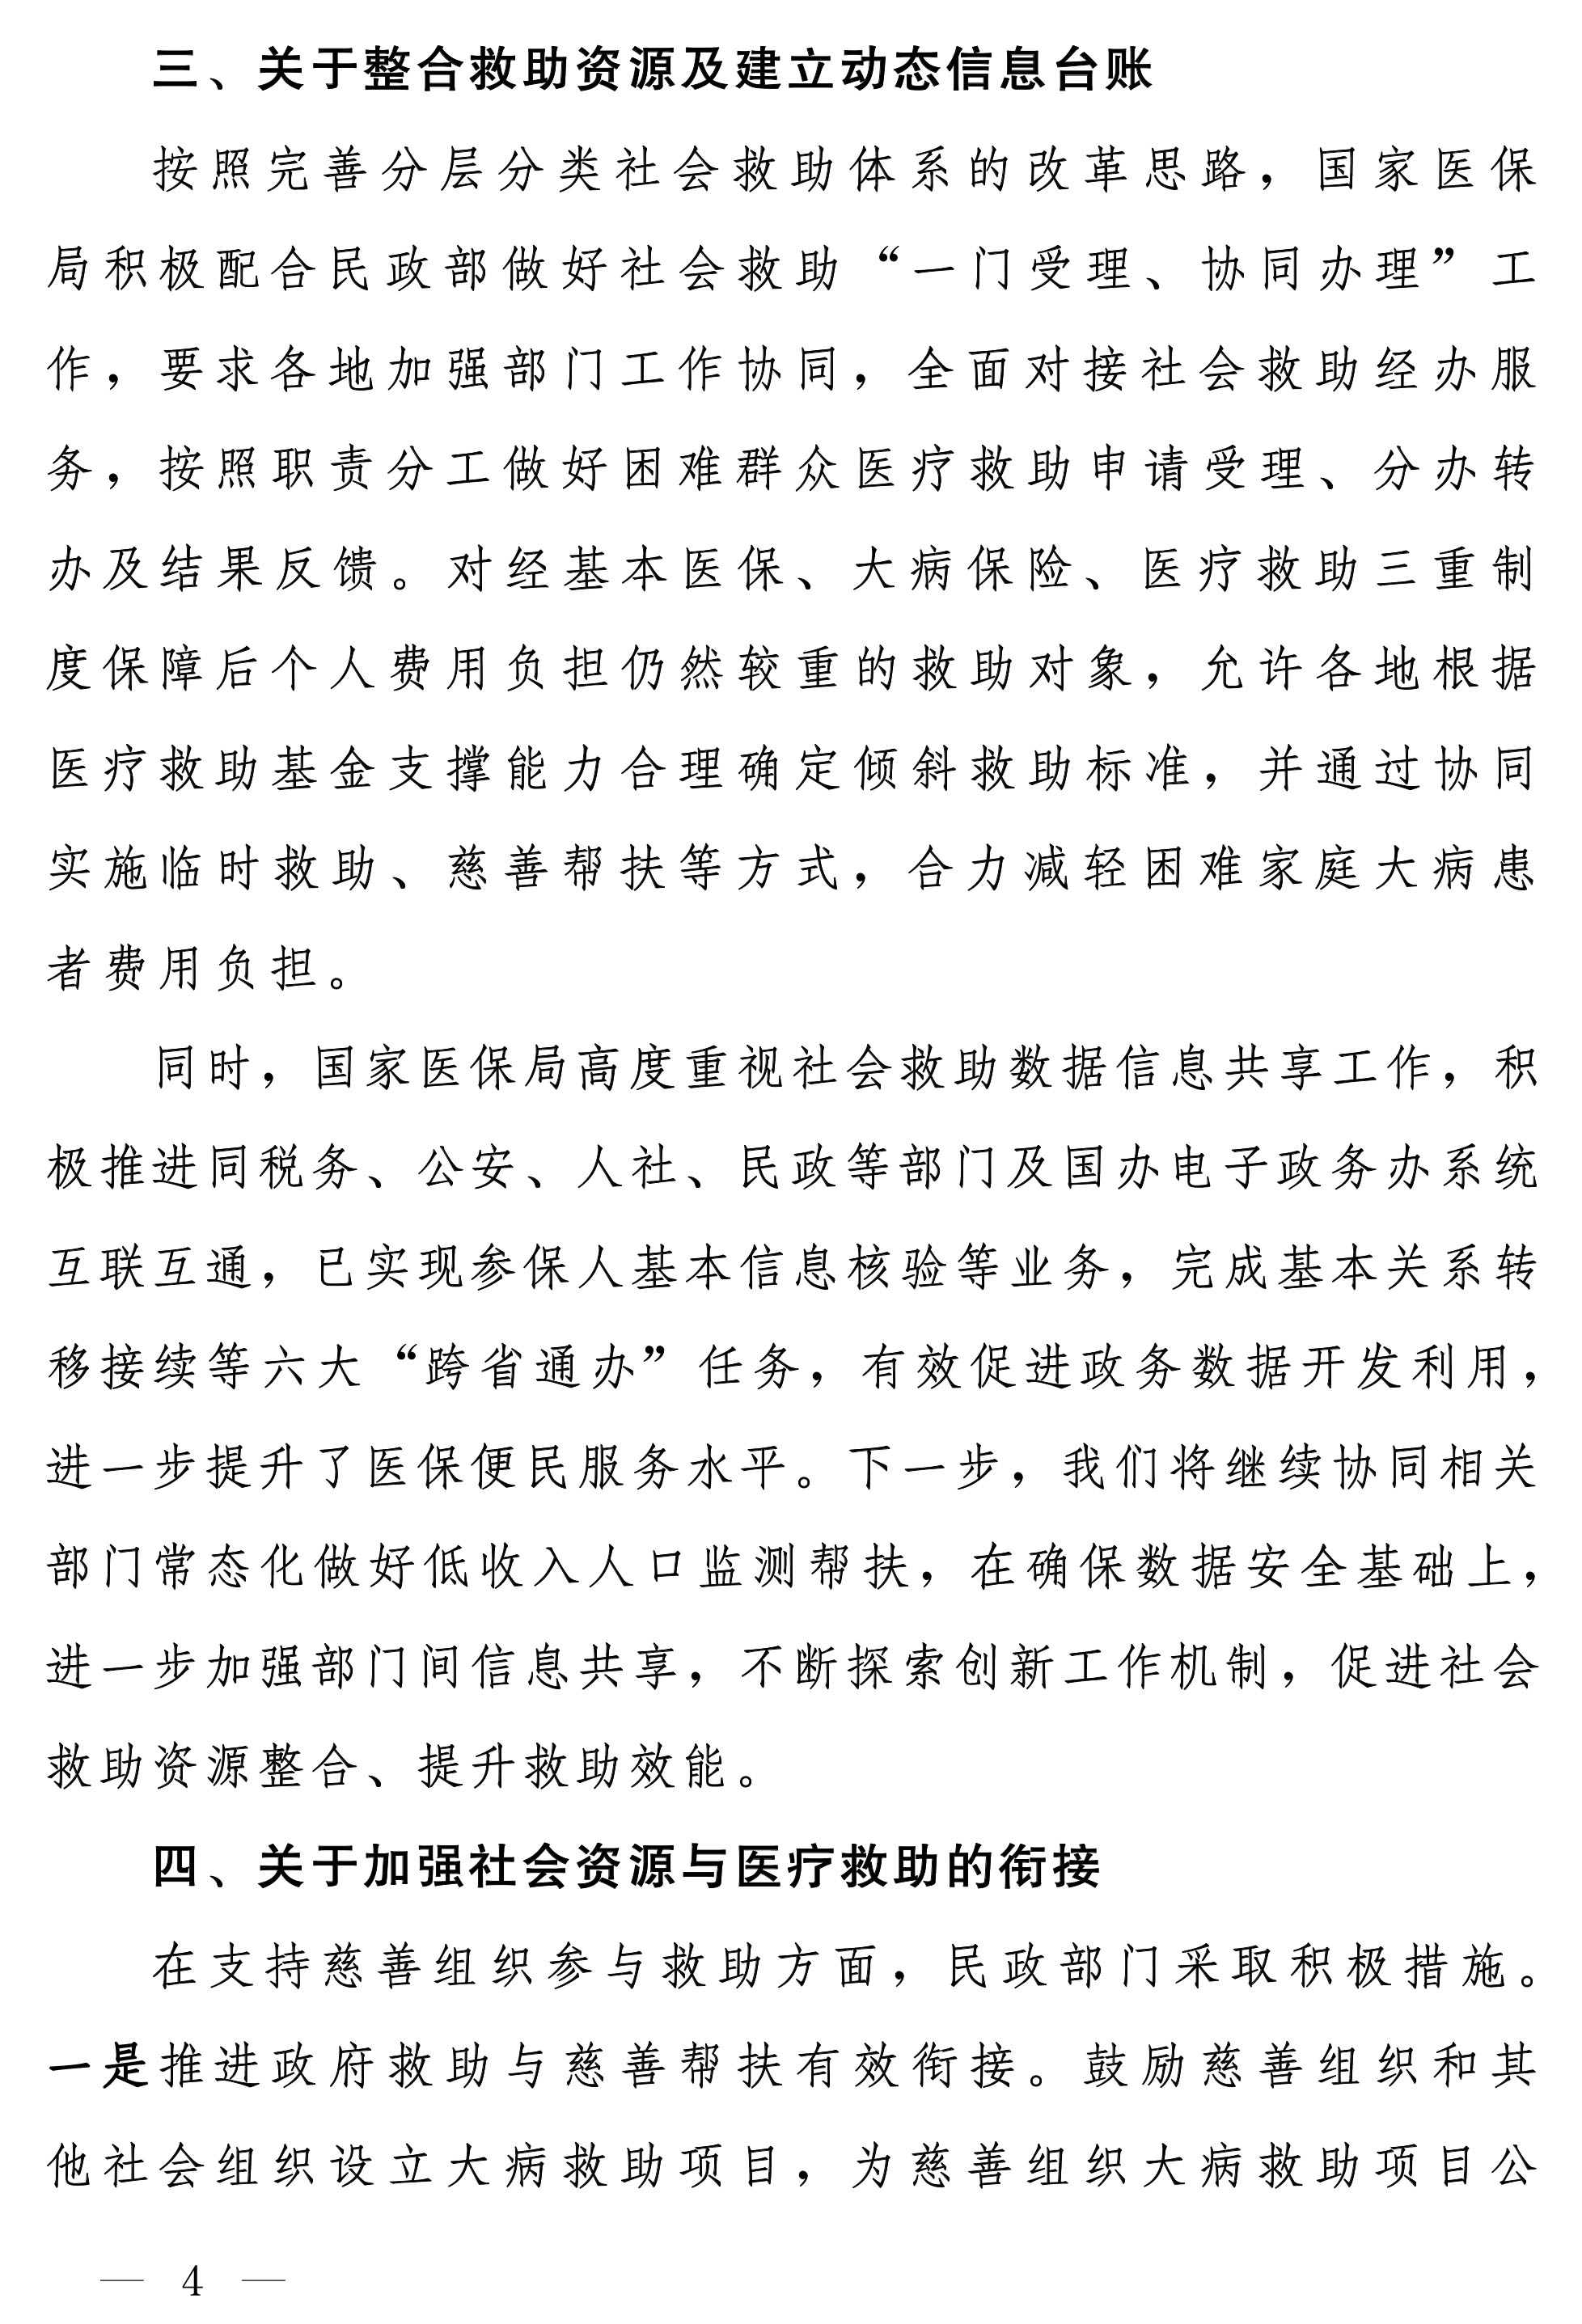 三、关于整合救助资源及建立动态信息台账
按照完善分层分类社会救助体系的改革思路，国家医保
局积极配合民政部做好社会救助“一门受理、协同办理”工
作，要求各地加强部门工作协同，全面对接社会救助经办服
务，按照职责分工做好困难群众医疗救助申请受理、分办转
办及结果反馈。对经基本医保、大病保险、医疗救助三重制
度保障后个人费用负担仍然较重的救助对象，允许各地根据
医疗救助基金支撑能力合理确定倾斜救助标准，并通过协同
实施临时救助、慈善帮扶等方式，合力减轻困难家庭大病患
者费用负担。
同时，国家医保局高度重视社会救助数据信息共享工作，积
极推进同税务、公安、人社、民政等部门及国办电子政务办系统
互联互通，已实现参保人基本信息核验等业务，完成基本关系转
移接续等六大“跨省通办”任务，有效促进政务数据开发利用，
进一步提升了医保便民服务水平。下一步，我们将继续协同相关
部门常态化做好低收入人口监测帮扶，在确保数据安全基础上，
进一步加强部门间信息共享，不断探索创新工作机制，促进社会
救助资源整合、提升救助效能。
四、关于加强社会资源与医疗救助的衔接
在支持慈善组织参与救助方面，民政部门采取积极措施。
一是推进政府救助与慈善帮扶有效衔接。鼓励慈善组织和其
他社会组织设立大病救助项目，为慈善组织大病救助项目公
— 4 —